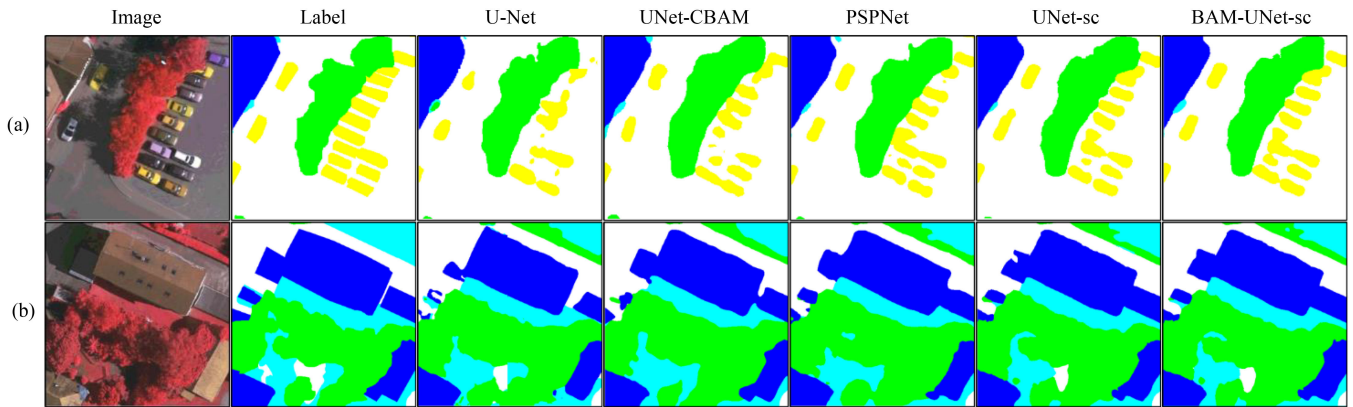 Image Label U-Net UNet-CBAM PSPNet UNet-sc BAM-UNet-sc
(a)
(b)